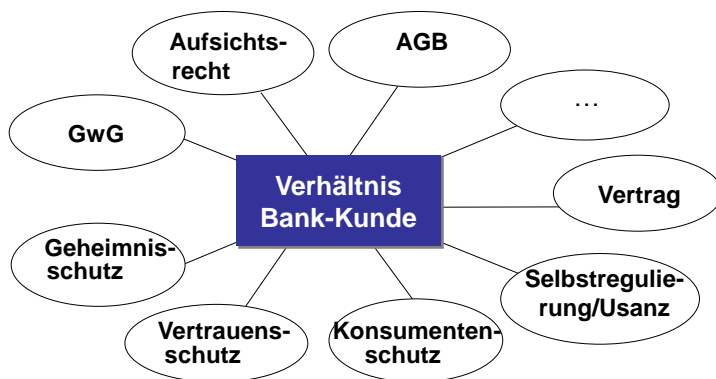 Aufsichts-
recht
AGB
...
GwG
Verhältnis
Bank-Kunde
Vertrag
Geheimnis-
schutz
Selbstregulie-
rung/Usanz
Vertrauens-
schutz
Konsumenten-
schutz